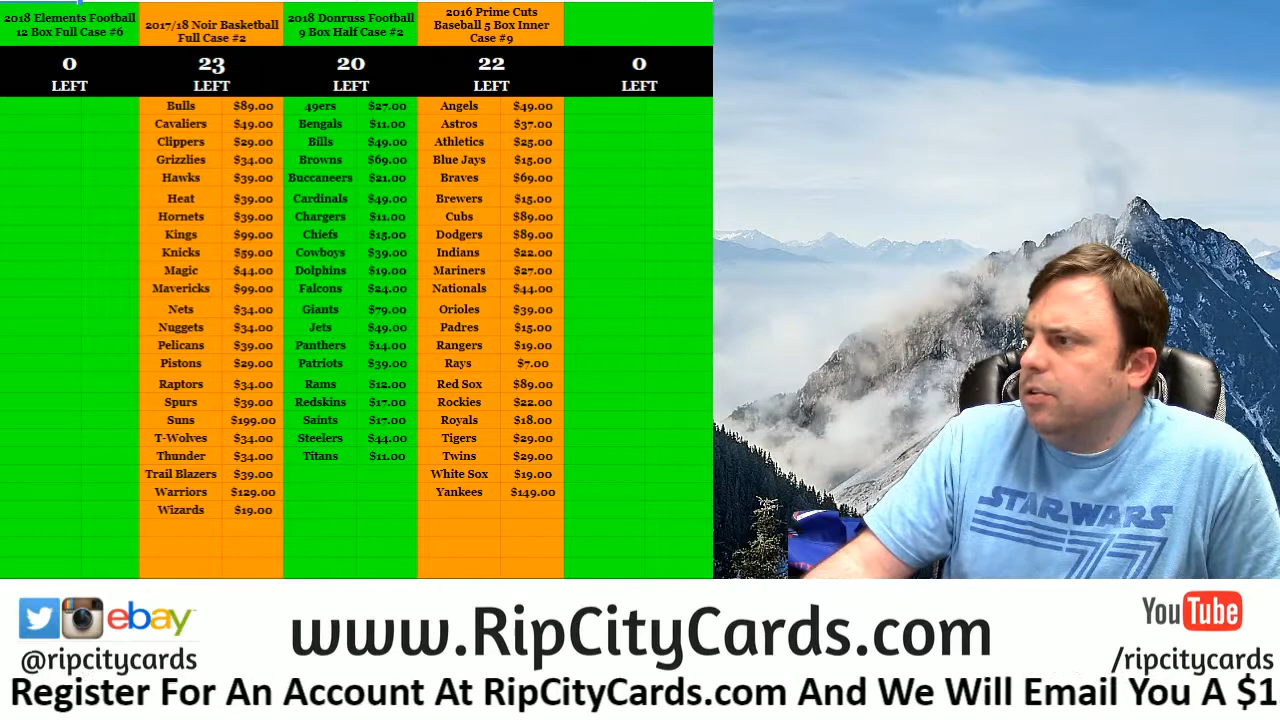 2018 Elements Football
12 Box Full Case #6
0
LEFT
2017/18 Noir Basketball
Full Case #2
23
LEFT
Bulls $89.00
Cavaliers $49.00
Clippers $29.00
Grizzlies $34.00
Hawks $39.00
Heat $39.00
Hornets $39.00
Kings $99.00
Knicks $59.00
Magic $44.00
Mavericks $99.00
Nets $34.00
Nuggets $34.00
Pelicans $39.00
Pistons $29.00
Raptors $34.00
Spurs $39.00
Suns $199.00
T-Wolves $34.00
Thunder $34.00
Trail Blazers $39.00
Warriors $129.00
Wizards $19.00
2018 Donruss Football
9 Box Half Case #2
20
LEFT
49ers $27.00
Bengals $11.00
Bills $49.00
Browns $69.00
Buccaneers $21.00
Cardinals $49.00
Chargers $11.00
Chiefs $15.00
Cowboys $39.00
Dolphins $19.00
Falcons $24.00
Giants $79.00
Jets $49.00
Panthers $14.00
Patriots $39.00
Rams $12.00
Redskins $17.00
Saints $17.00
Steelers $44.00
Titans $11.00
2016 Prime Cuts
Baseball 5 Box Inner
Case #9
22
LEFT
Angels $49.00
Astros $37.00
Athletics $25.00
Blue Jays $15.00
Braves $69.00
Brewers $15.00
Cubs $89.00
Dodgers $89.00
Indians $22.00
Mariners $27.00
Nationals $44.00
Orioles $39.00
Padres $15.00
Rangers $19.00
Rays $7.00
Red Sox $89.00
Rockies $22.00
Royals $18.00
Tigers $29.00
Twins $29.00
White Sox $19.00
Yankees $149.00
0
LEFT
STAR WARS
77
ebay
@ripcitycards
www.RipCityCards.com
YouTube
/ripcitycards
Register For An Account At RipCityCards.com And We Will Email You A $1